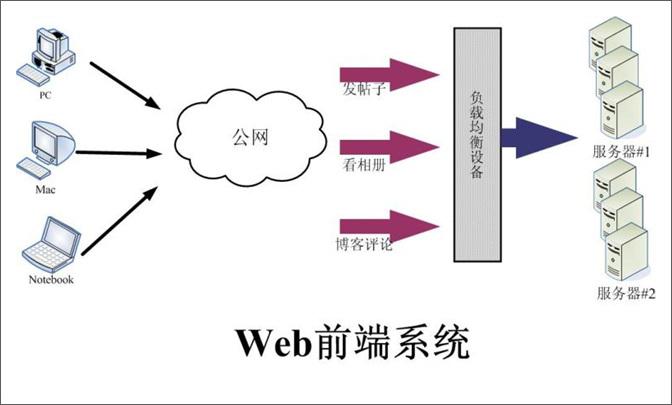 PC
Mac
Notebook
公网
发帖子
看相册
博客评论
负载均衡设备
服务器#1
服务器#2
Web前端系统